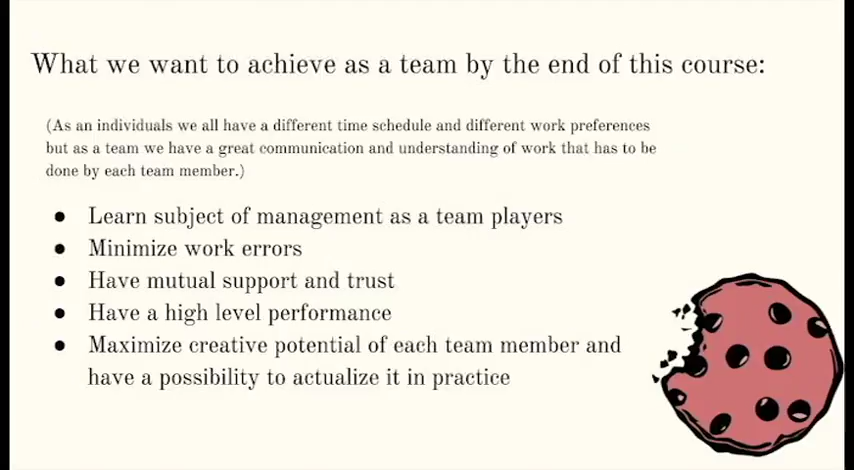 What we want to achieve as a team by the end of this course:
(As an individuals we all have a different time schedule and different work preferences
but as a team we have a great communication and understanding of work that has to be
done by each team member.)
● Learn subject of management as a team players
● Minimize work errors
● Have mutual support and trust
● Have a high level performance
● Maximize creative potential of each team member and
have a possibility to actualize it in practice